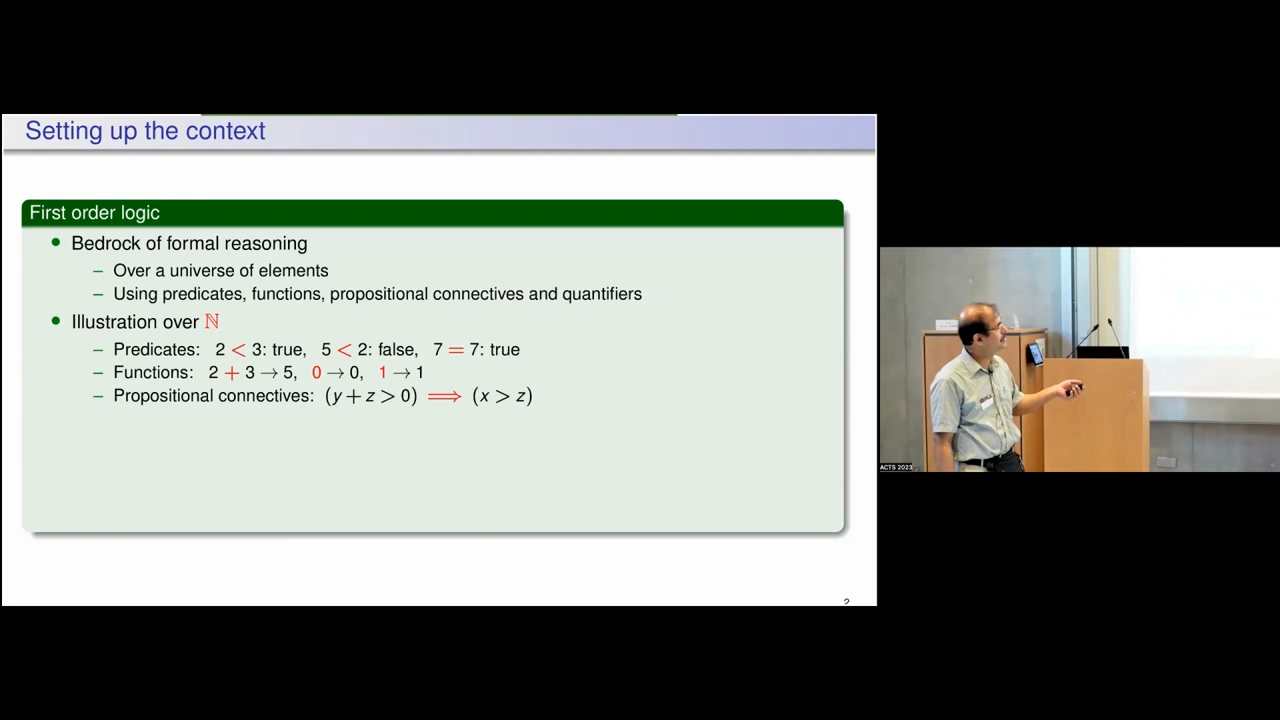 Setting up the context
First order logic
• Bedrock of formal reasoning
– Over a universe of elements
– Using predicates, functions, propositional connectives and quantifiers
• Illustration over ℕ
– Predicates: 2 < 3: true, 5 < 2: false, 7 = 7: true
– Functions: 2 + 3 → 5, 0 → 0, 1 → 1
– Propositional connectives: (y + z > 0) ⟹ (x > z)
2
ACTS 2023